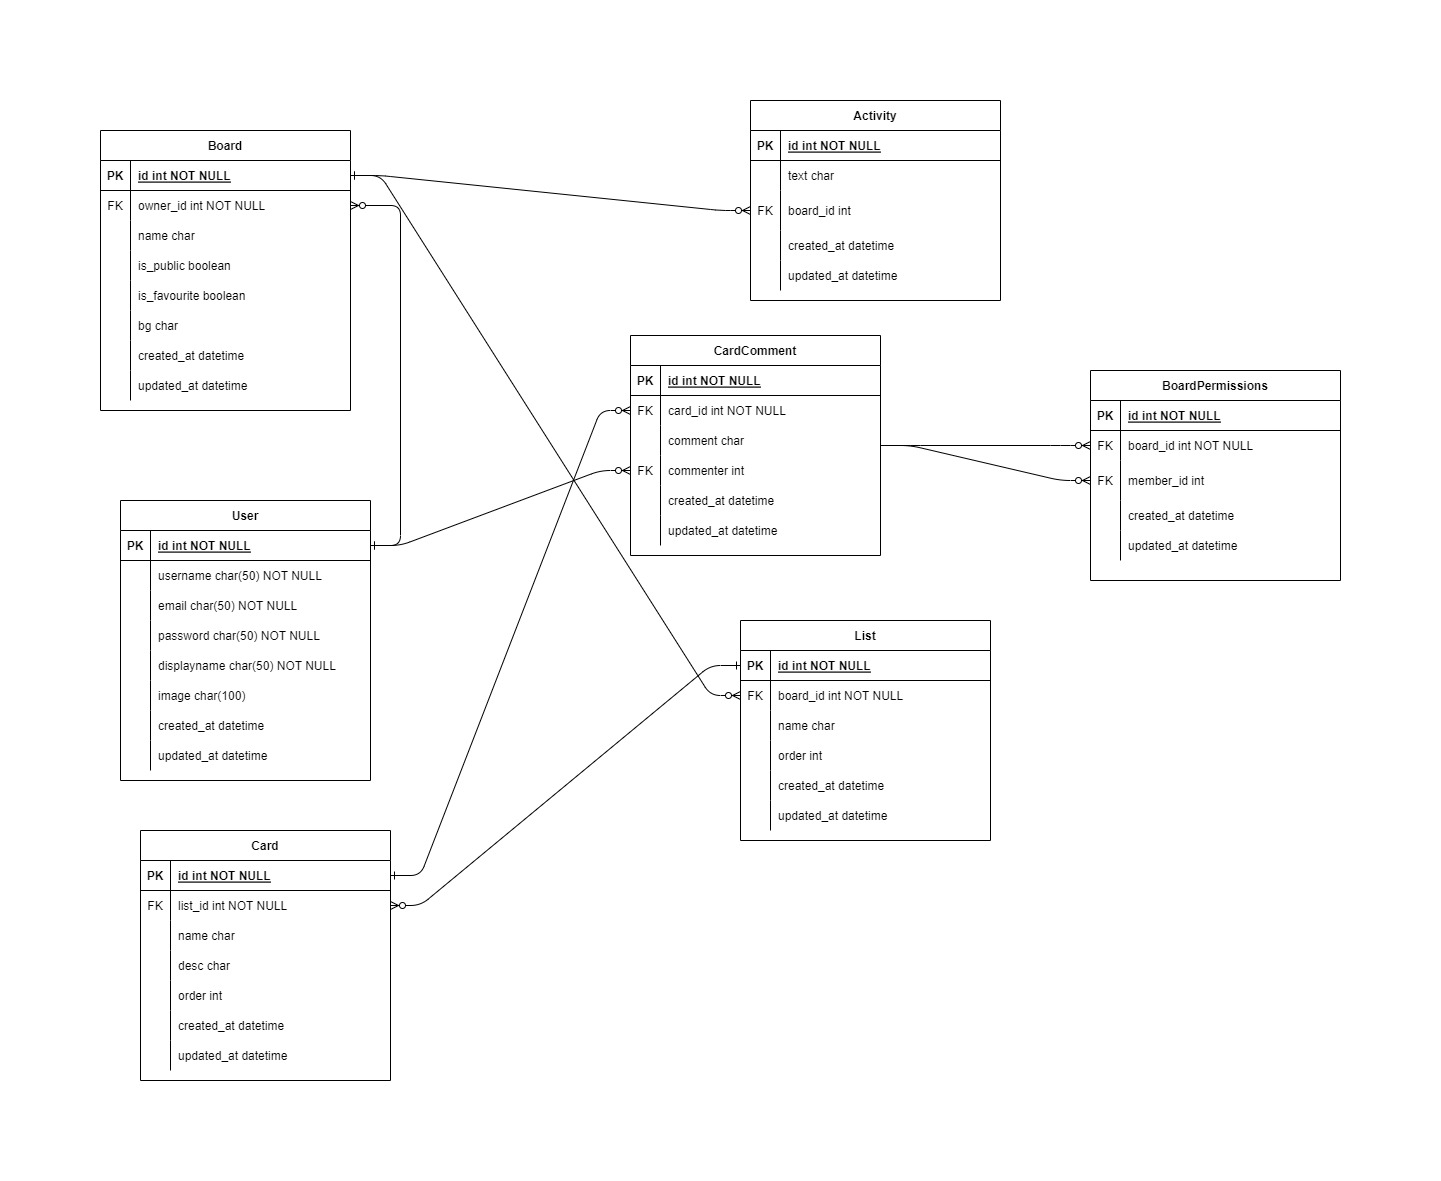 Board
PK id int NOT NULL
FK owner_id int NOT NULL
name char
is_public boolean
is_favourite boolean
bg char
created_at datetime
updated_at datetime
Activity
PK id int NOT NULL
text char
FK board_id int
created_at datetime
updated_at datetime
CardComment
PK id int NOT NULL
FK card_id int NOT NULL
comment char
FK commenter int
created_at datetime
updated_at datetime
BoardPermissions
PK id int NOT NULL
FK board_id int NOT NULL
FK member_id int
created_at datetime
updated_at datetime
User
PK id int NOT NULL
username char(50) NOT NULL
email char(50) NOT NULL
password char(50) NOT NULL
displayname char(50) NOT NULL
image char(100)
created_at datetime
updated_at datetime
List
PK id int NOT NULL
FK board_id int NOT NULL
name char
order int
created_at datetime
updated_at datetime
Card
PK id int NOT NULL
FK list_id int NOT NULL
name char
desc char
order int
created_at datetime
updated_at datetime